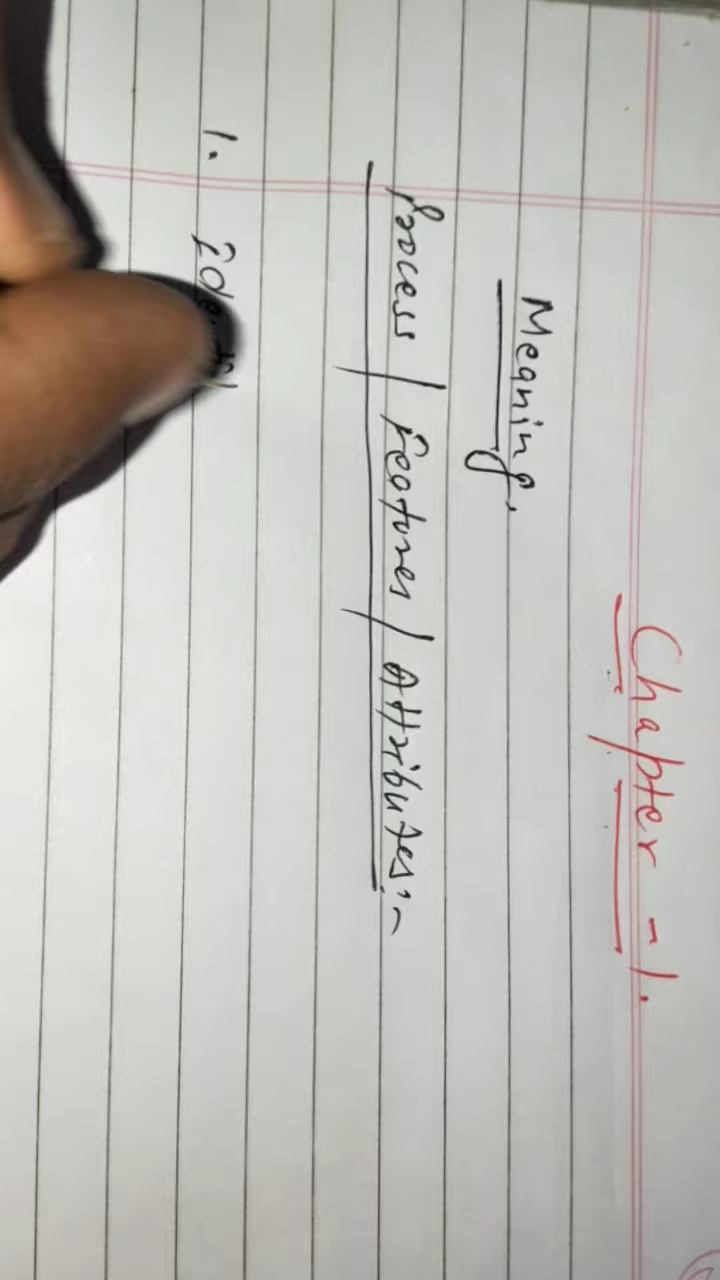 Chapter - 1.
Meaning.
Process / Features / Attributes:-
1.